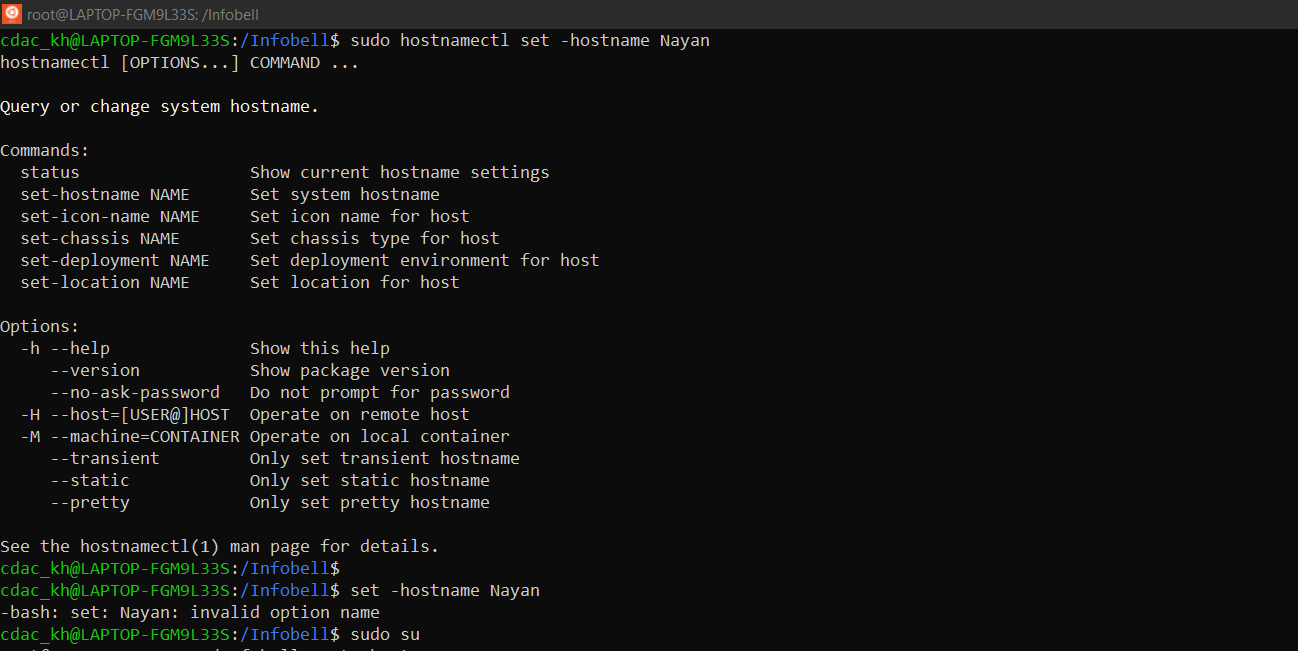 root@LAPTOP-FGM9L33S: /Infobell
cdac_kh@LAPTOP-FGM9L33S:/Infobell$ sudo hostnamectl set -hostname Nayan
hostnamectl [OPTIONS...] COMMAND ...
Query or change system hostname.
Commands:
status Show current hostname settings
set-hostname NAME Set system hostname
set-icon-name NAME Set icon name for host
set-chassis NAME Set chassis type for host
set-deployment NAME Set deployment environment for host
set-location NAME Set location for host
Options:
-h --help Show this help
--version Show package version
--no-ask-password Do not prompt for password
-H --host=[USER@]HOST Operate on remote host
-M --machine=CONTAINER Operate on local container
--transient Only set transient hostname
--static Only set static hostname
--pretty Only set pretty hostname
See the hostnamectl(1) man page for details.
cdac_kh@LAPTOP-FGM9L33S:/Infobell$
cdac_kh@LAPTOP-FGM9L33S:/Infobell$ set -hostname Nayan
-bash: set: Nayan: invalid option name
cdac_kh@LAPTOP-FGM9L33S:/Infobell$ sudo su